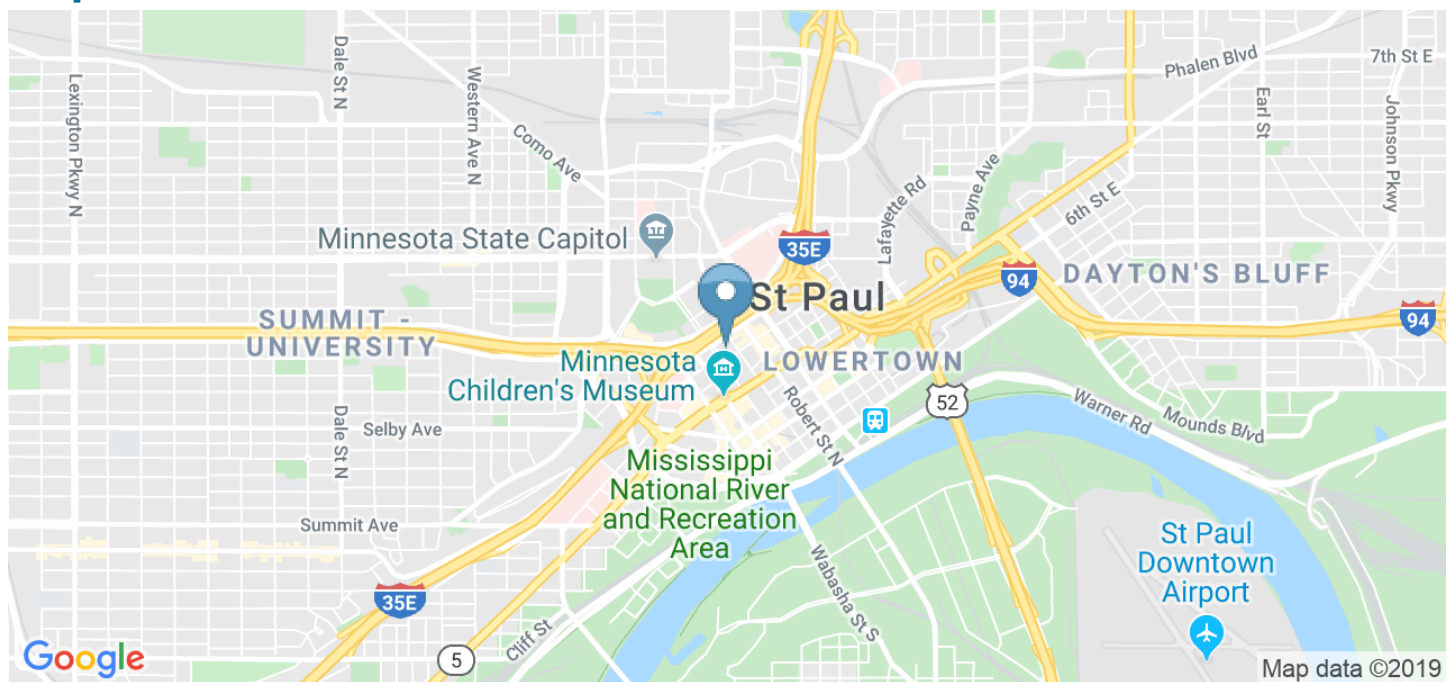 Lexington Pkwy N
Dale St N
Western Ave N
Como Ave
Phalen Blvd
7th St E
Earl St
Johnson Pkwy
Payne Ave
Lafayette Rd
6th St E
Minnesota State Capitol
35E
94
DAYTON'S BLUFF
St Paul
94
SUMMIT -
UNIVERSITY
Minnesota
Children's Museum
LOWERTOWN
52
Robert St N
Warner Rd
Mounds Blvd
Dale St N
Selby Ave
Mississippi
National River
and Recreation
Area
Summit Ave
St Paul
Downtown
Airport
Wabasha St S
35E
Cliff St
5
Google
Map data ©2019